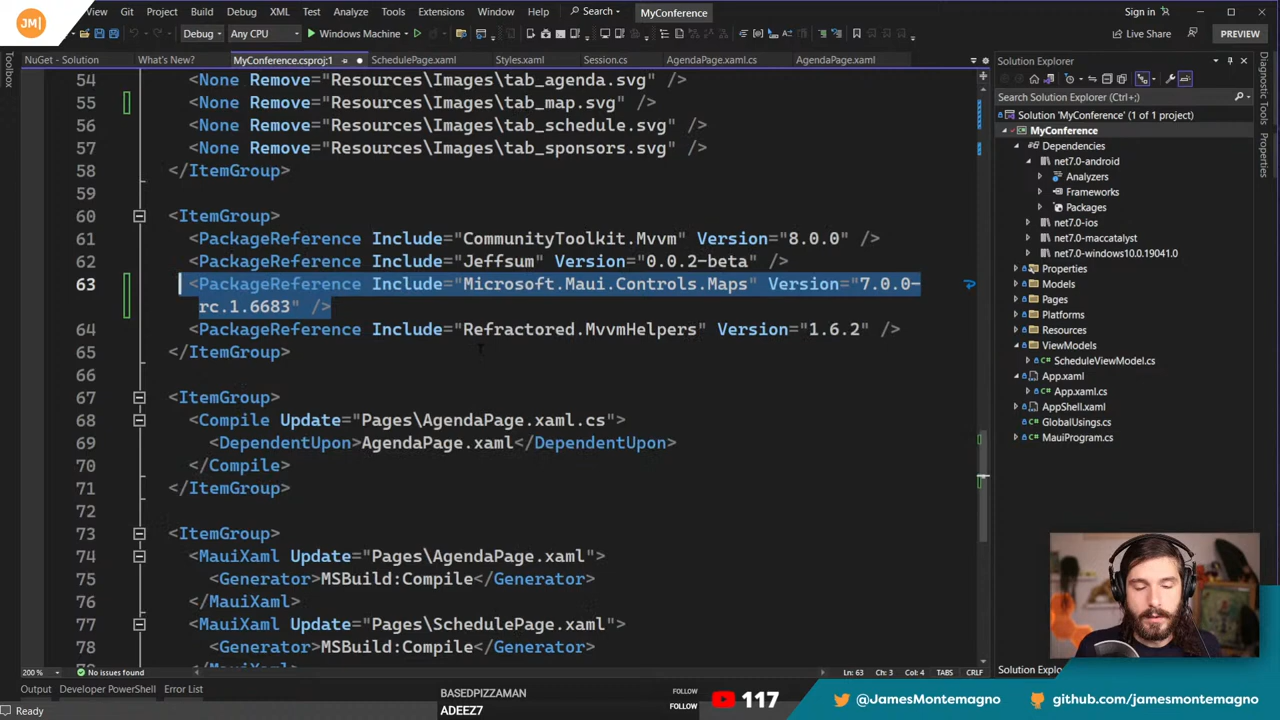 JM|
Edit View Git Project Build Debug XML Test Analyze Tools Extensions Window Help Search MyConference Sign in
Debug Any CPU Windows Machine Live Share PREVIEW
Toolbox
NuGet - Solution What's New? MyConference.csproj:1 SchedulePage.xaml Styles.xaml Session.cs AgendaPage.xaml.cs AgendaPage.xaml
54 <None Remove="Resources\Images\tab_agenda.svg" />
55 <None Remove="Resources\Images\tab_map.svg" />
56 <None Remove="Resources\Images\tab_schedule.svg" />
57 <None Remove="Resources\Images\tab_sponsors.svg" />
58 </ItemGroup>
59
60 <ItemGroup>
61 <PackageReference Include="CommunityToolkit.Mvvm" Version="8.0.0" />
62 <PackageReference Include="Jeffsum" Version="0.0.2-beta" />
63 <PackageReference Include="Microsoft.Maui.Controls.Maps" Version="7.0.0-
rc.1.6683" />
64 <PackageReference Include="Refractored.MvvmHelpers" Version="1.6.2" />
65 </ItemGroup>
66
67 <ItemGroup>
68 <Compile Update="Pages\AgendaPage.xaml.cs">
69 <DependentUpon>AgendaPage.xaml</DependentUpon>
70 </Compile>
71 </ItemGroup>
72
73 <ItemGroup>
74 <MauiXaml Update="Pages\AgendaPage.xaml">
75 <Generator>MSBuild:Compile</Generator>
76 </MauiXaml>
77 <MauiXaml Update="Pages\SchedulePage.xaml">
78 <Generator>MSBuild:Compile</Generator>
79 </MauiXaml>
200 % No issues found Ln: 63 Ch: 3 Col: 4 TABS CRLF
Output Developer PowerShell Error List
Ready
Solution Explorer
Search Solution Explorer (Ctrl+;)
Solution 'MyConference' (1 of 1 project)
MyConference
Dependencies
net7.0-android
Analyzers
Frameworks
Packages
net7.0-ios
net7.0-maccatalyst
net7.0-windows10.0.19041.0
Properties
Models
Pages
Platforms
Resources
ViewModels
ScheduleViewModel.cs
App.xaml
App.xaml.cs
AppShell.xaml
GlobalUsings.cs
MauiProgram.cs
Solution Explo
Diagnostic Tools
Properties
BASEDPIZZAMAN FOLLOW
ADEEZ7 FOLLOW
117
@JamesMontemagno
github.com/jamesmontemagno